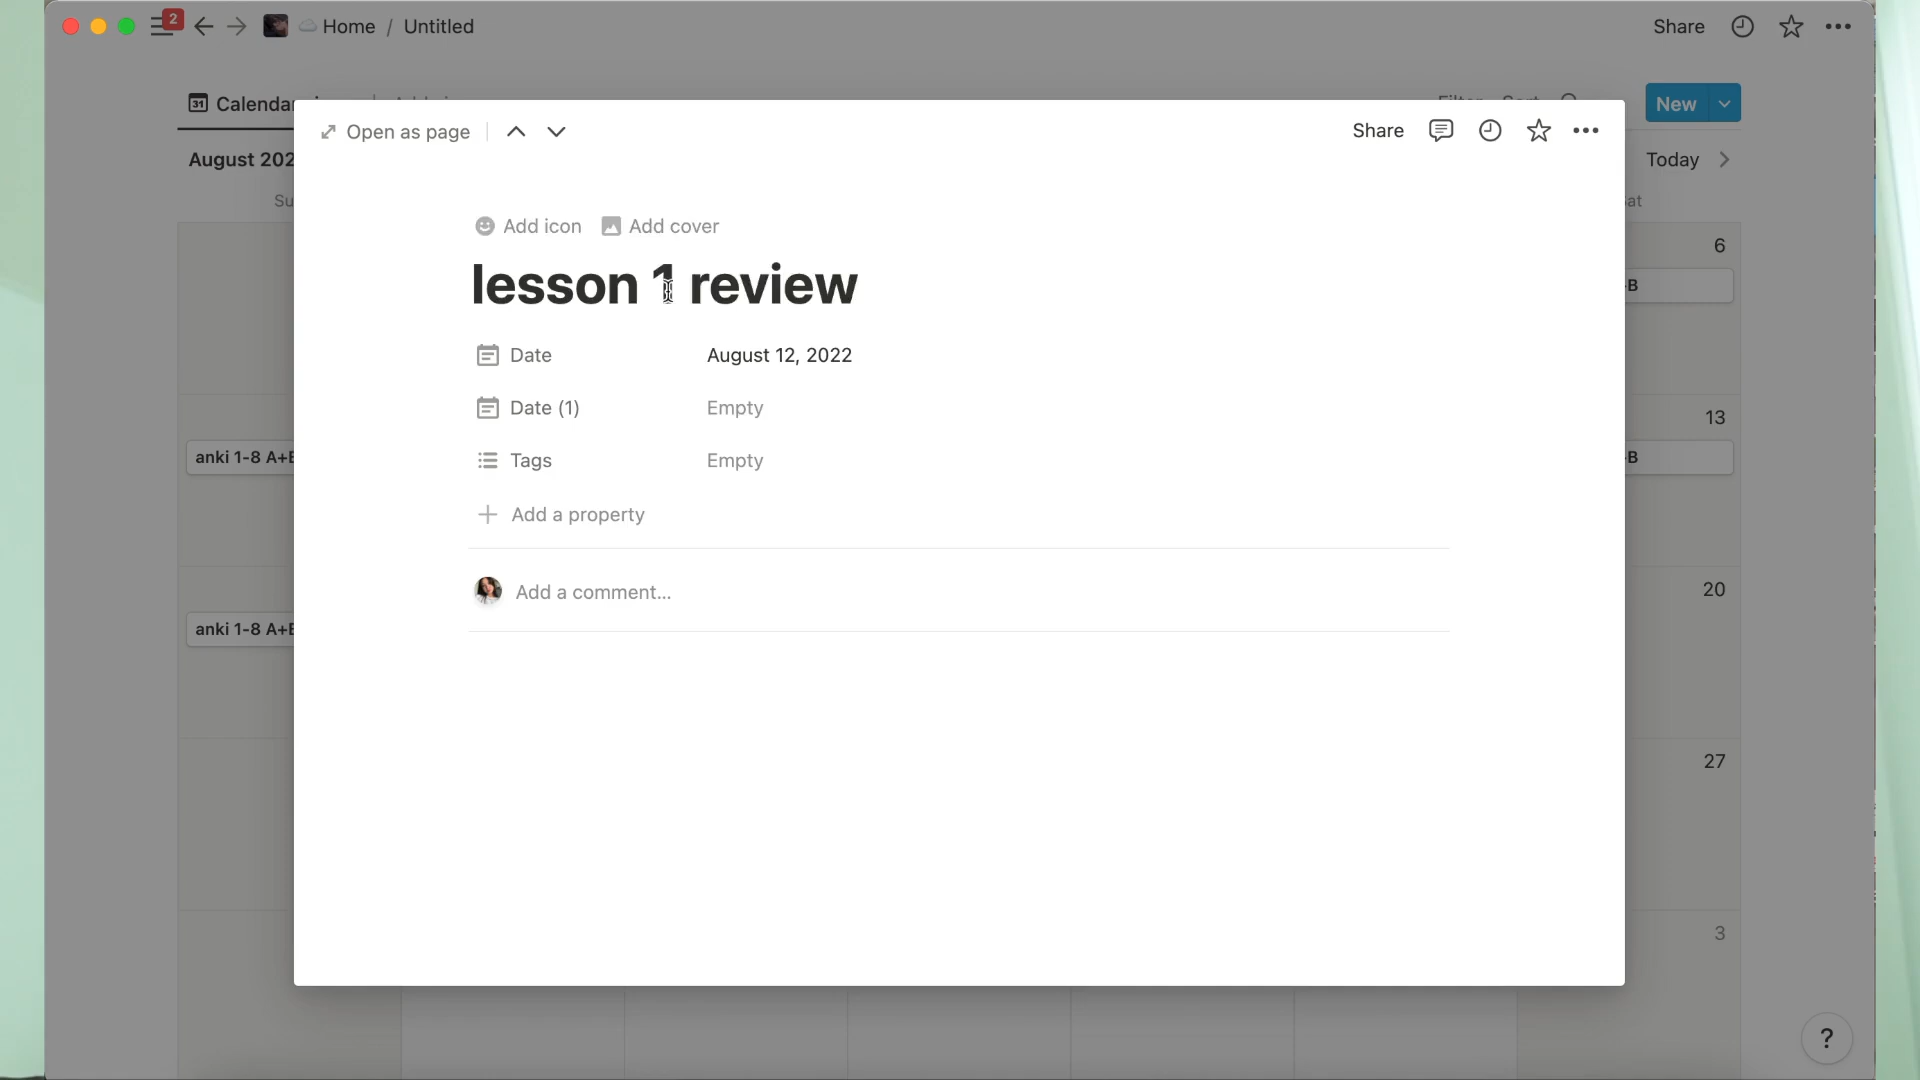 2
Home / Untitled
Share
31 Calendar
New
Open as page
Share
August 202
Today
Add icon
Add cover
lesson 1 review
6
B
Date
August 12, 2022
Date (1)
Empty
13
anki 1-8 A+
B
Tags
Empty
Add a property
Add a comment...
20
anki 1-8 A+
27
3
?